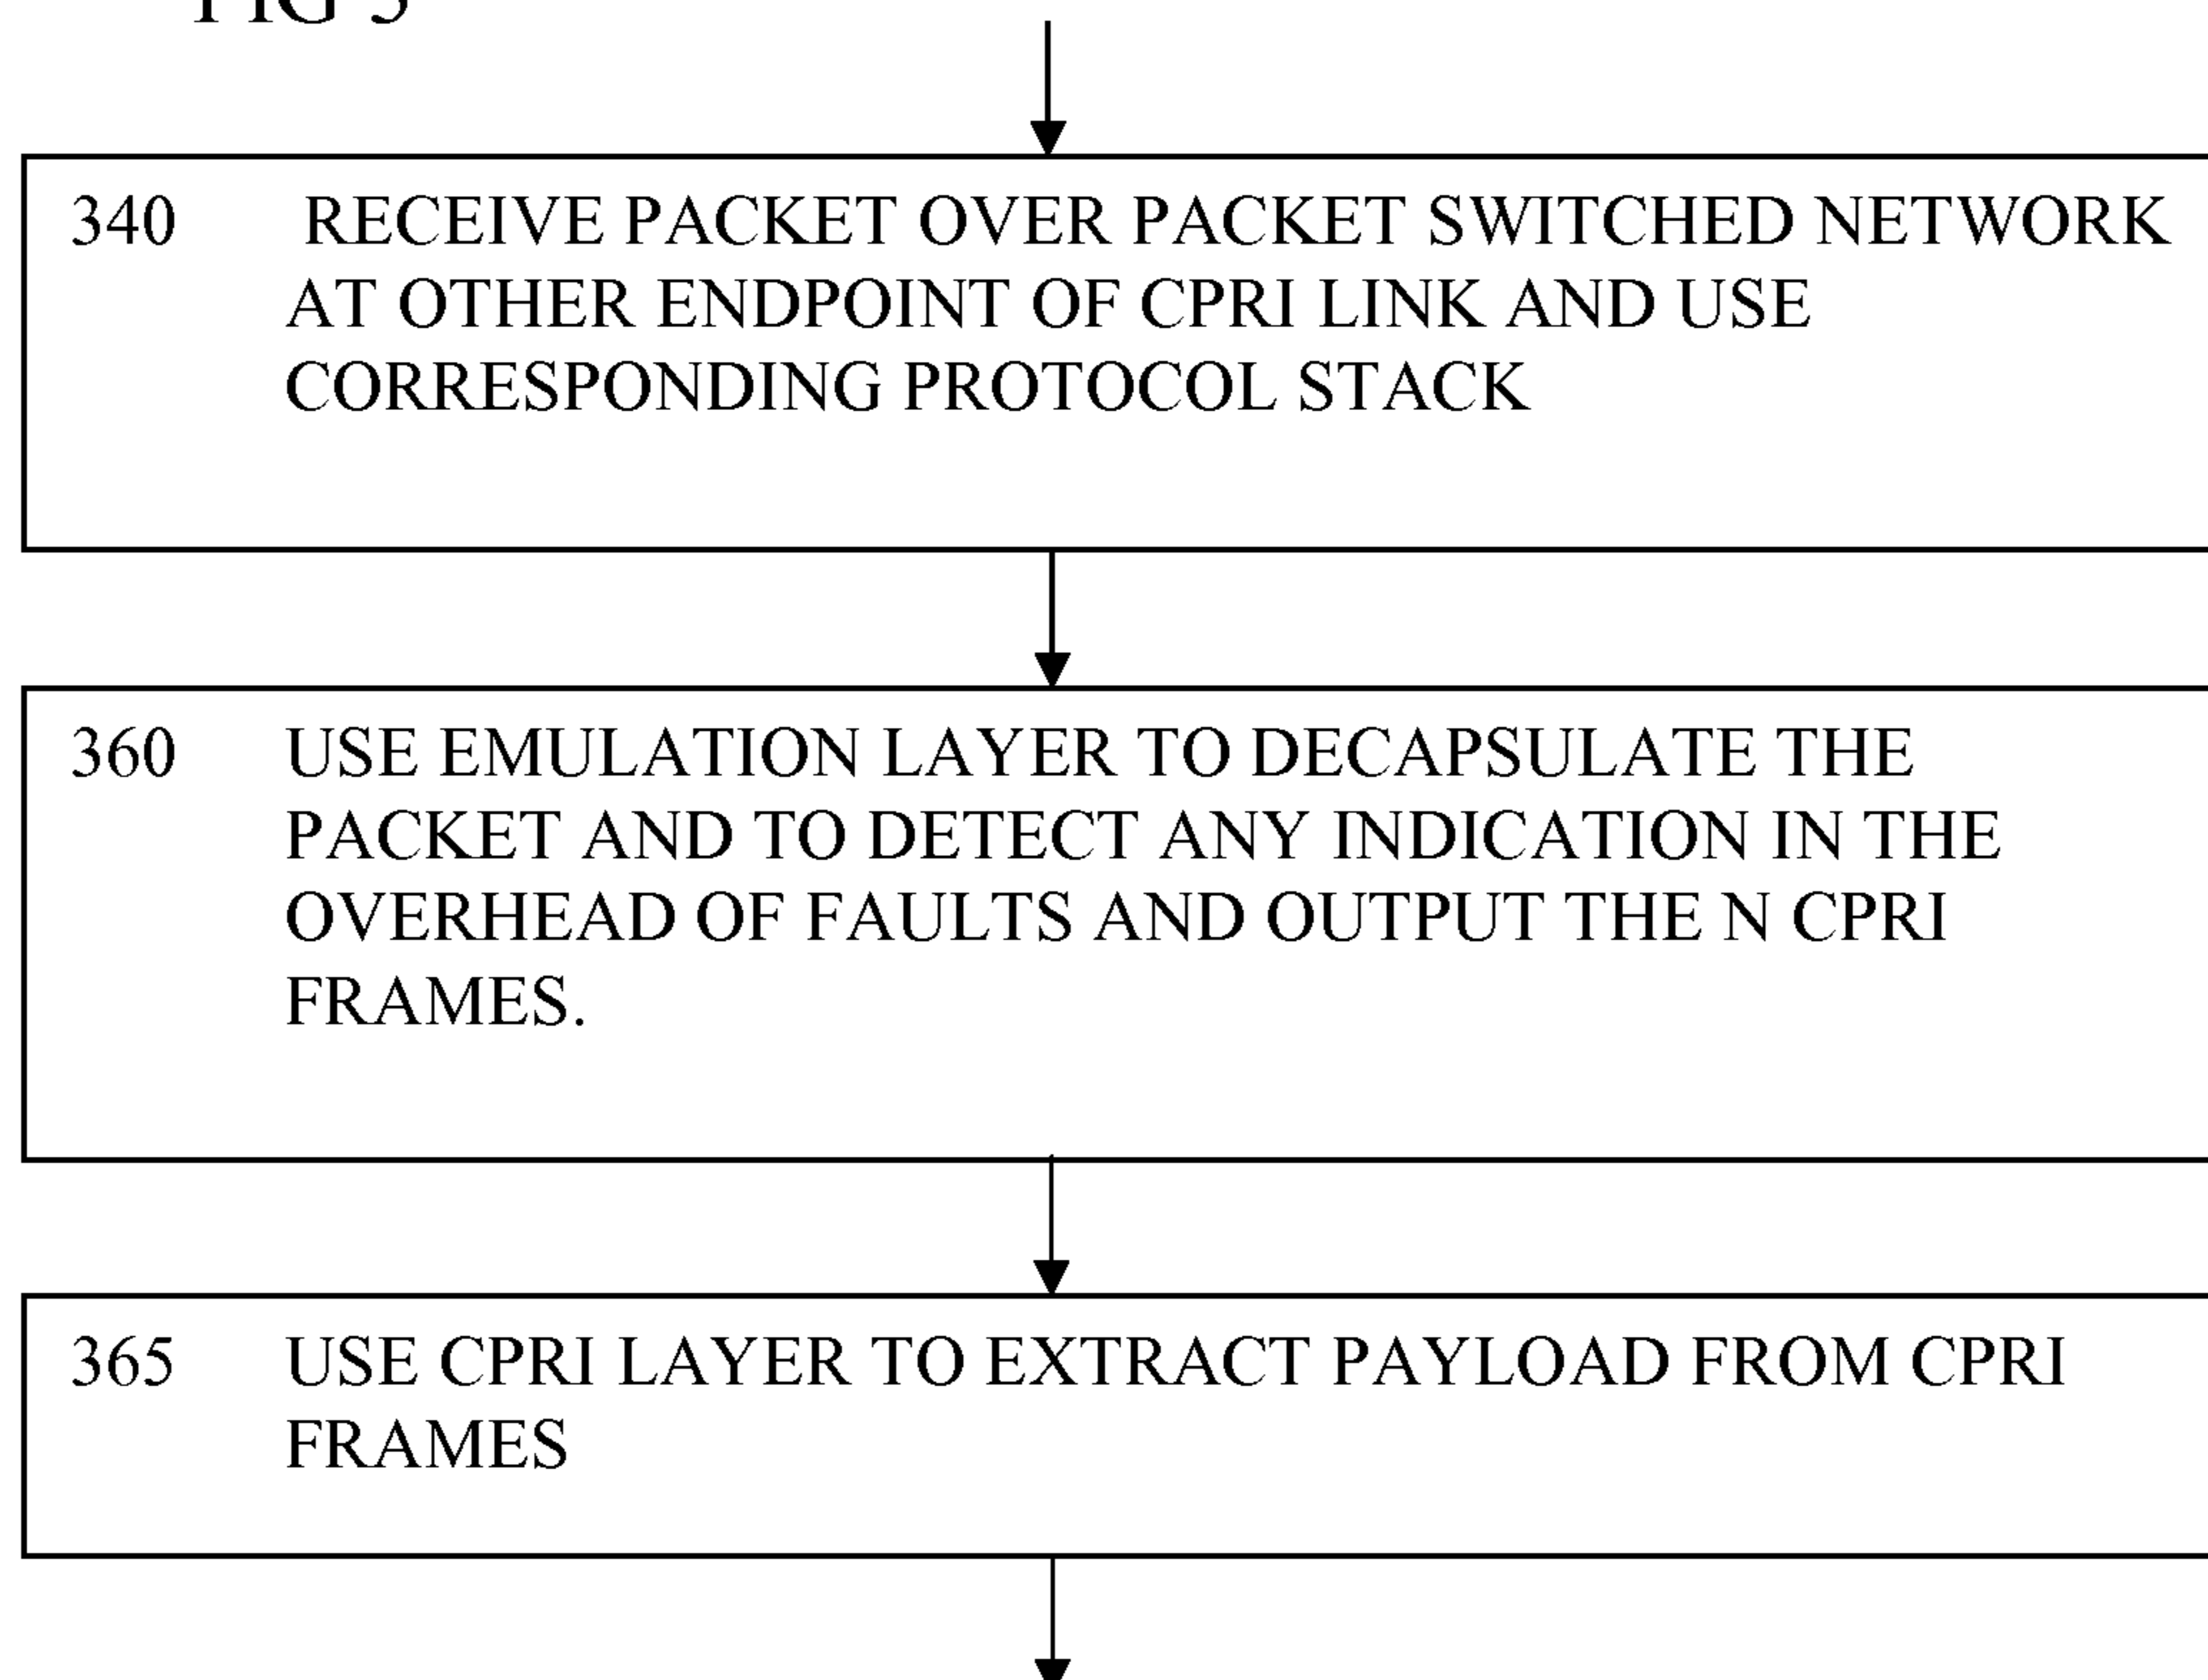 FIG 5
340 RECEIVE PACKET OVER PACKET SWITCHED NETWORK
AT OTHER ENDPOINT OF CPRI LINK AND USE
CORRESPONDING PROTOCOL STACK
360 USE EMULATION LAYER TO DECAPSULATE THE
PACKET AND TO DETECT ANY INDICATION IN THE
OVERHEAD OF FAULTS AND OUTPUT THE N CPRI
FRAMES.
365 USE CPRI LAYER TO EXTRACT PAYLOAD FROM CPRI
FRAMES